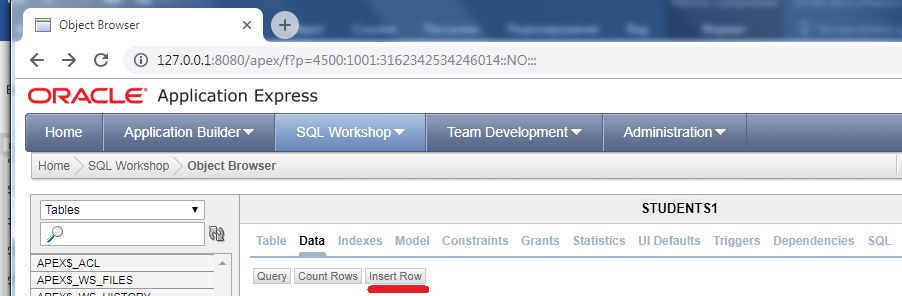 Object Browser
127.0.0.1:8080/apex/f?p=4500:1001:3162342534246014::NO:::
ORACLE® Application Express
Home Application Builder SQL Workshop Team Development Administration
Home SQL Workshop Object Browser
Tables
STUDENTS1
Table Data Indexes Model Constraints Grants Statistics UI Defaults Triggers Dependencies SQL
Query Count Rows Insert Row
APEX$_ACL
APEX$_WS_FILES
APEX$_WS_HISTORY